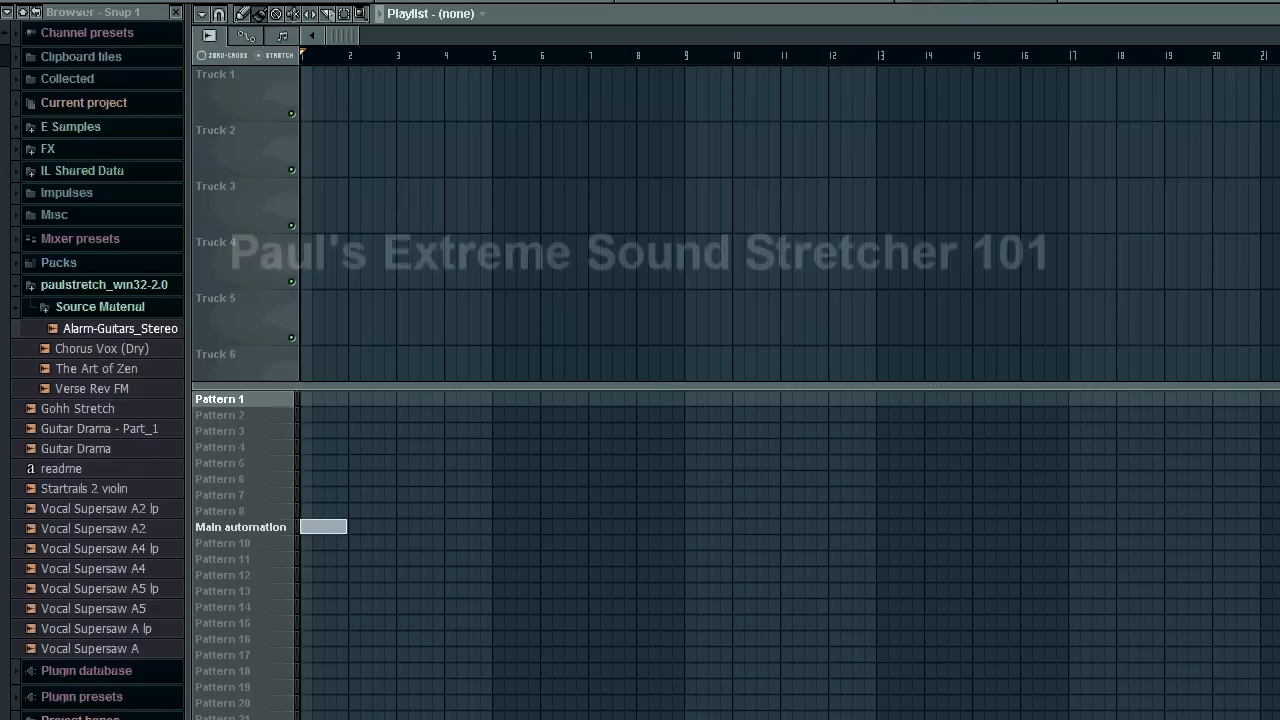 Browser - Snap 1
Playlist - (none)
Channel presets
Clipboard files
Collected
Current project
E Samples
FX
IL Shared Data
Impulses
Misc
Mixer presets
Packs
paulstretch_win32-2.0
Source Material
Alarm-Guitars_Stereo
Chorus Vox (Dry)
The Art of Zen
Verse Rev FM
Gohh Stretch
Guitar Drama - Part_1
Guitar Drama
a readme
Startrails 2 violin
Vocal Supersaw A2 lp
Vocal Supersaw A2
Vocal Supersaw A4 lp
Vocal Supersaw A4
Vocal Supersaw A5 lp
Vocal Supersaw A5
Vocal Supersaw A lp
Vocal Supersaw A
Plugin database
Plugin presets
ZERO-CROSS STRETCH
1 2 3 4 5 6 7 8 9 10 11 12 13 14 15 16 17 18 19 20 21
Track 1
Track 2
Track 3
Track 4
Paul's Extreme Sound Stretcher 101
Track 5
Track 6
Pattern 1
Pattern 2
Pattern 3
Pattern 4
Pattern 5
Pattern 6
Pattern 7
Pattern 8
Main automation
Pattern 10
Pattern 11
Pattern 12
Pattern 13
Pattern 14
Pattern 15
Pattern 16
Pattern 17
Pattern 18
Pattern 19
Pattern 20